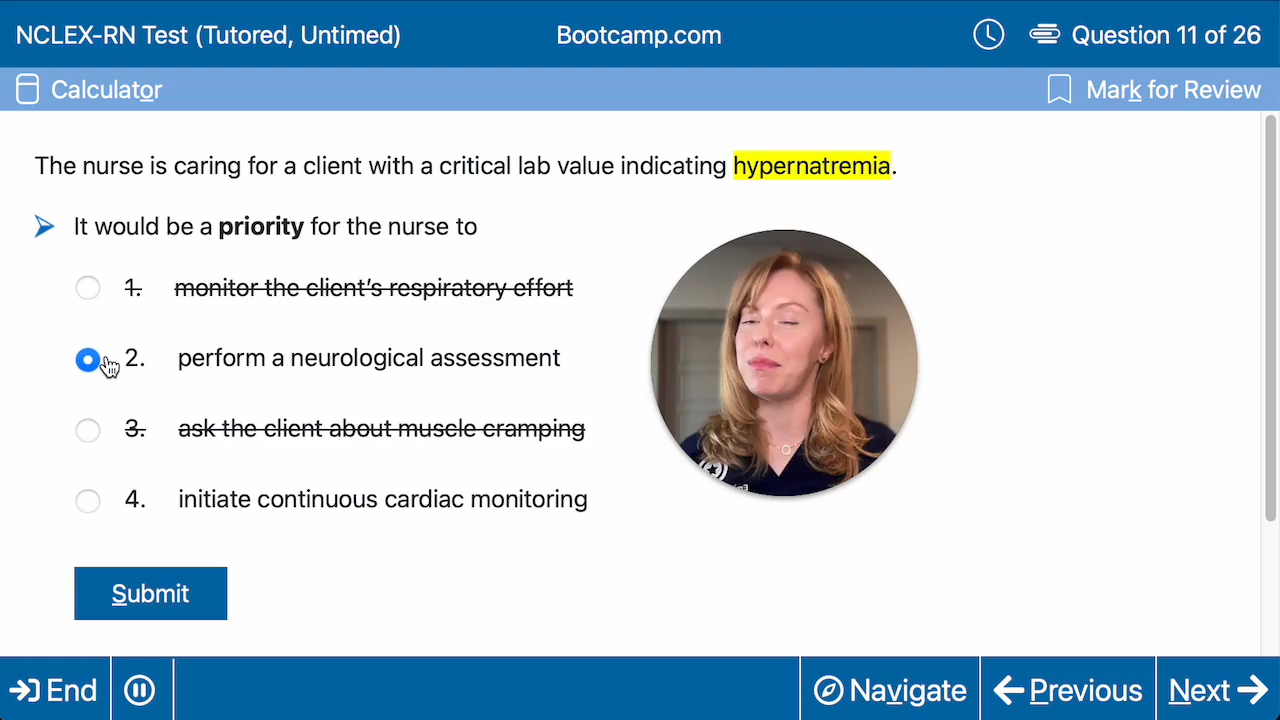 NCLEX-RN Test (Tutored, Untimed)
Bootcamp.com
Question 11 of 26
Calculator
Mark for Review
The nurse is caring for a client with a critical lab value indicating hypernatremia.
It would be a priority for the nurse to
1. monitor the client's respiratory effort
2. perform a neurological assessment
3. ask the client about muscle cramping
4. initiate continuous cardiac monitoring
Submit
End
Navigate
Previous
Next